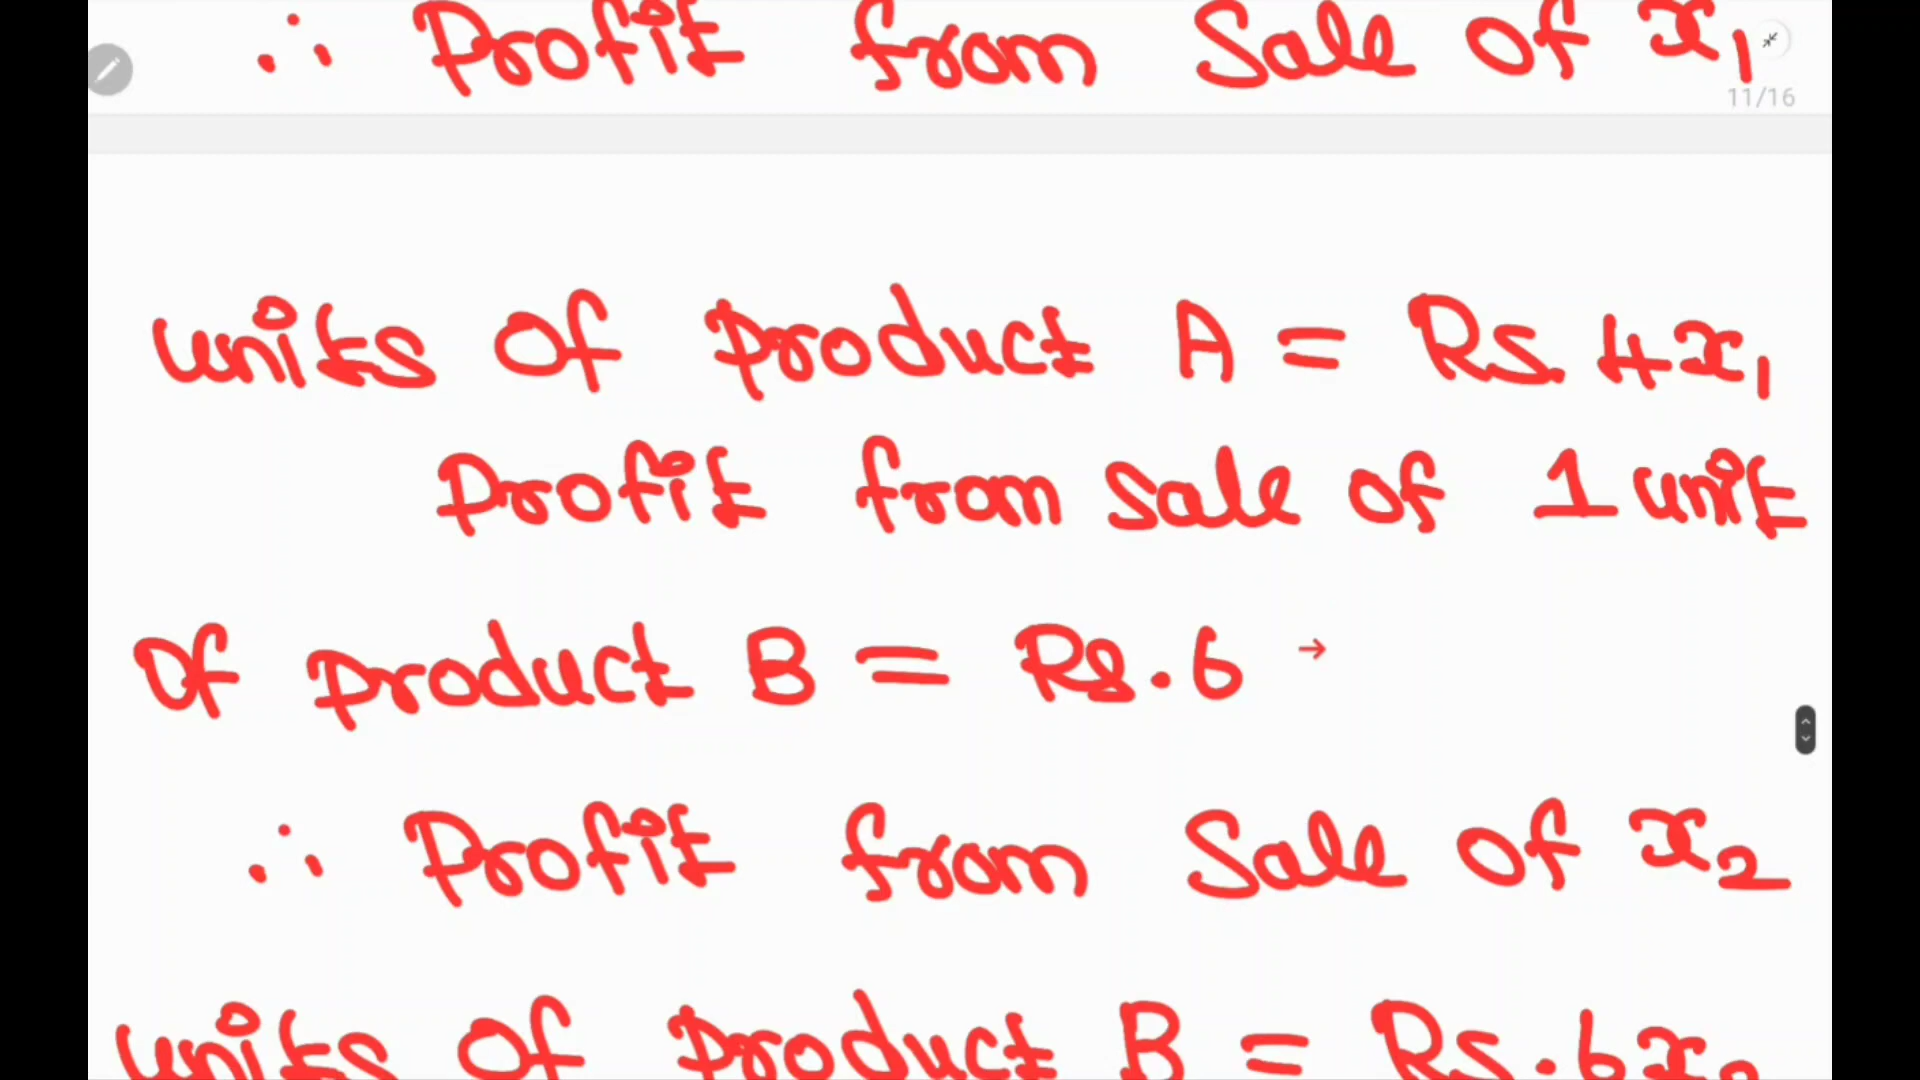 ∴ Profit from Sale of x₁
11/16
units of product A = Rs. 4x₁
Profit from sale of 1 unit
of product B = Rs. 6 →
∴ Profit from Sale of x₂
units of product B = Rs. 6x₂